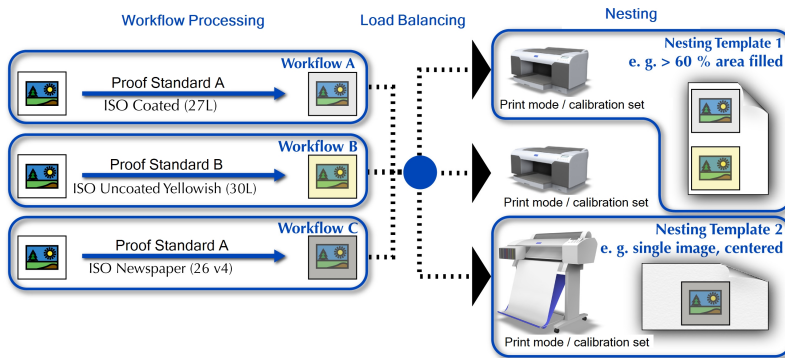 Workflow Processing
Load Balancing
Nesting
Workflow A
Proof Standard A
ISO Coated (27L)
Workflow B
Proof Standard B
ISO Uncoated Yellowish (30L)
Workflow C
Proof Standard A
ISO Newspaper (26 v4)
Nesting Template 1
e. g. > 60 % area filled
Print mode / calibration set
Print mode / calibration set
Nesting Template 2
e. g. single image, centered
Print mode / calibration set